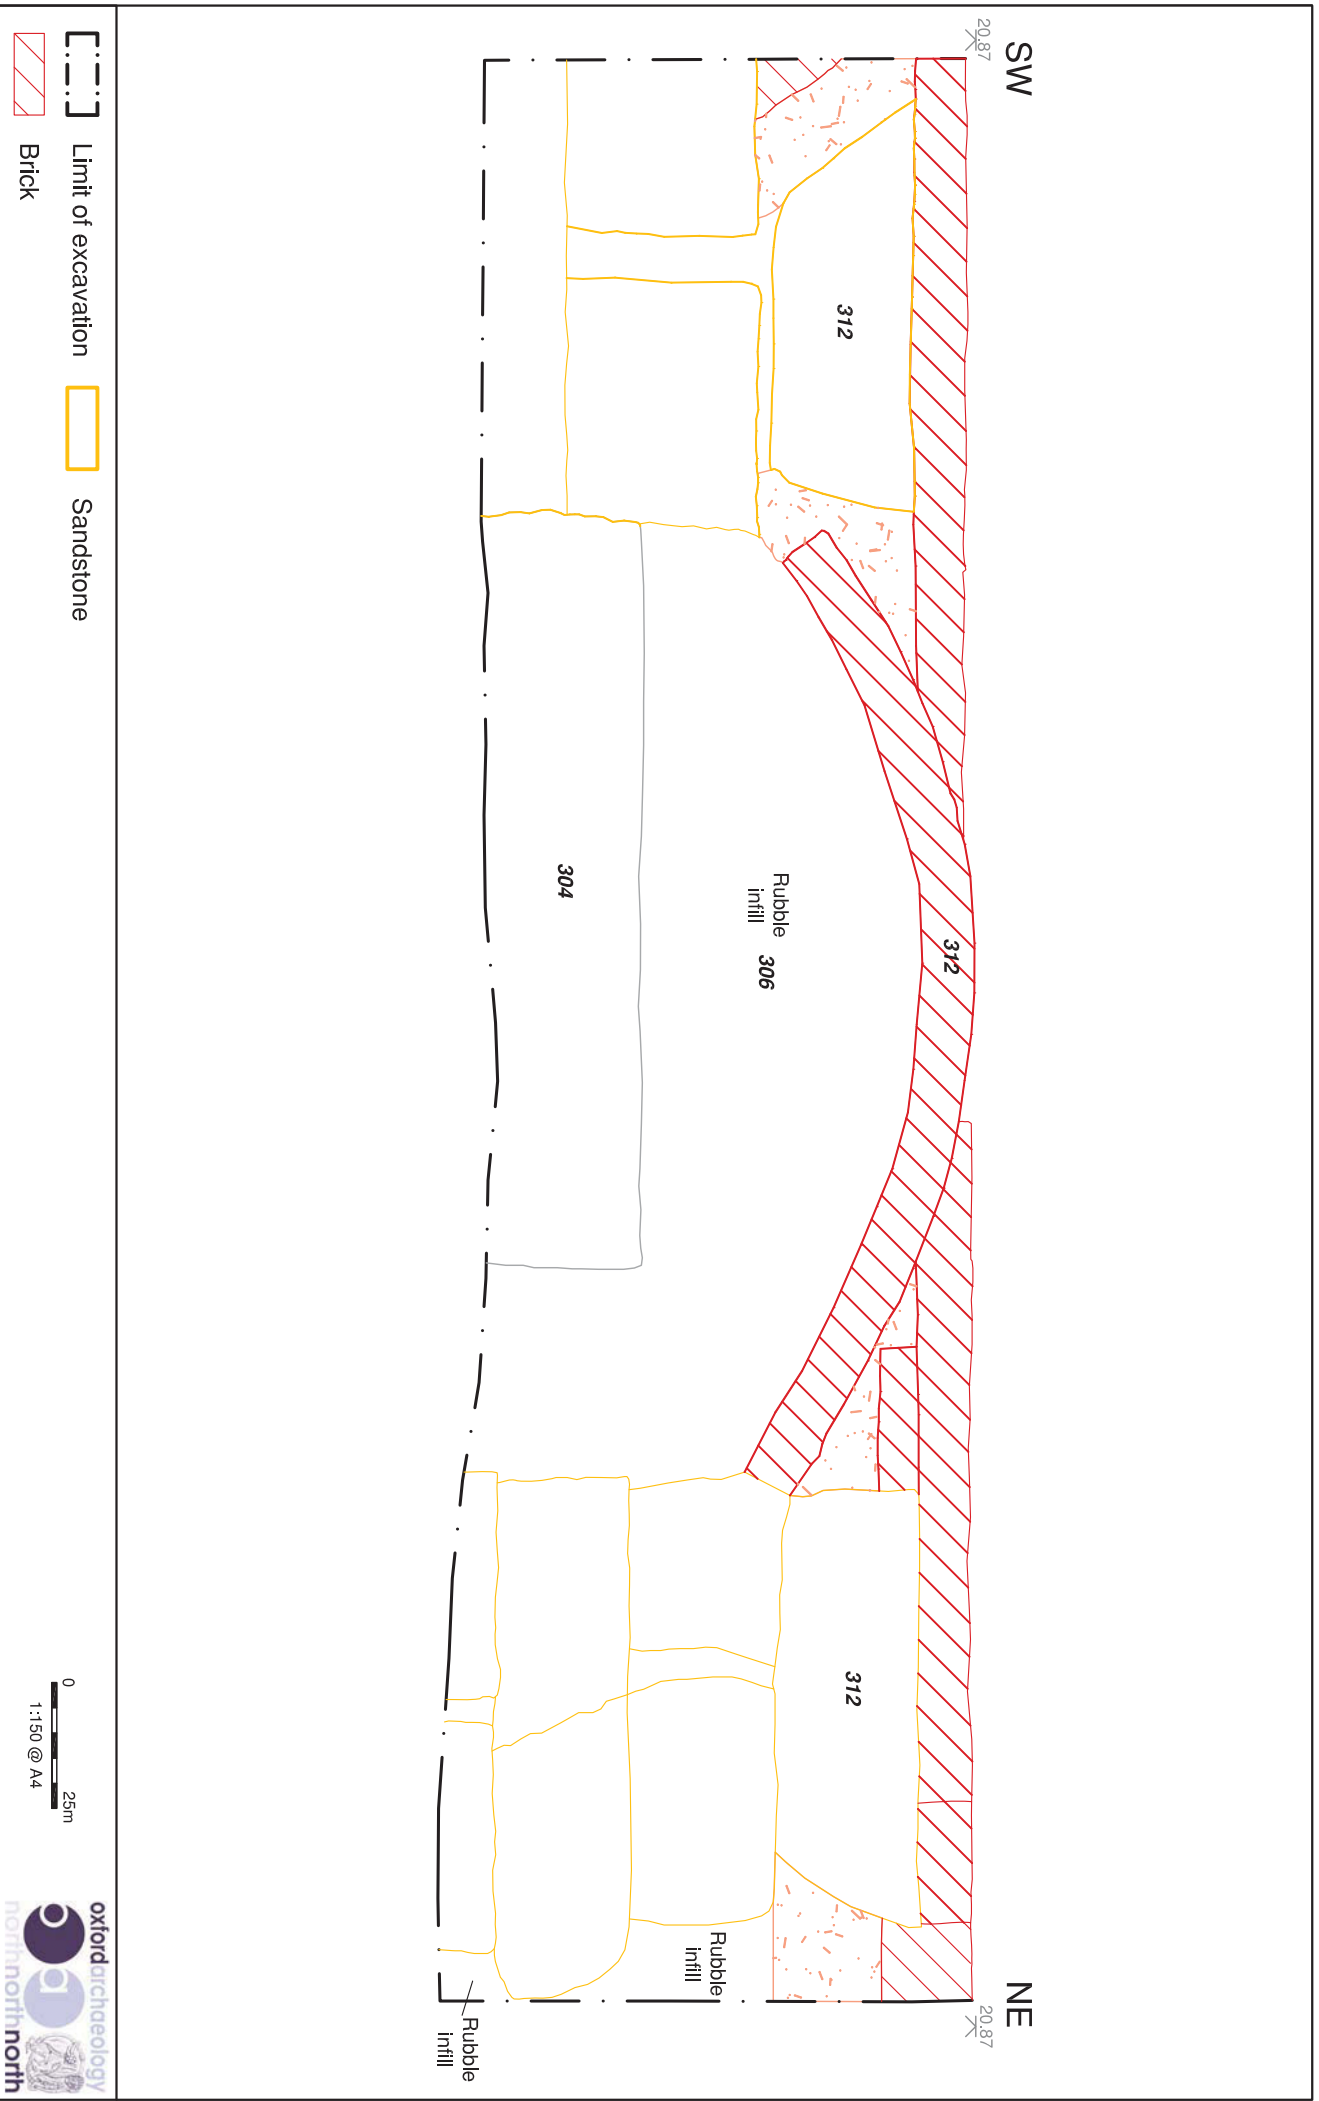 SW
NE
20.87
20.87
312
312
312
Rubble
infill
306
304
Rubble
infill
Rubble
infill
Limit of excavation
Sandstone
Brick
0
25m
1:150 @ A4
oxfordarchaeology
northnorthnorth